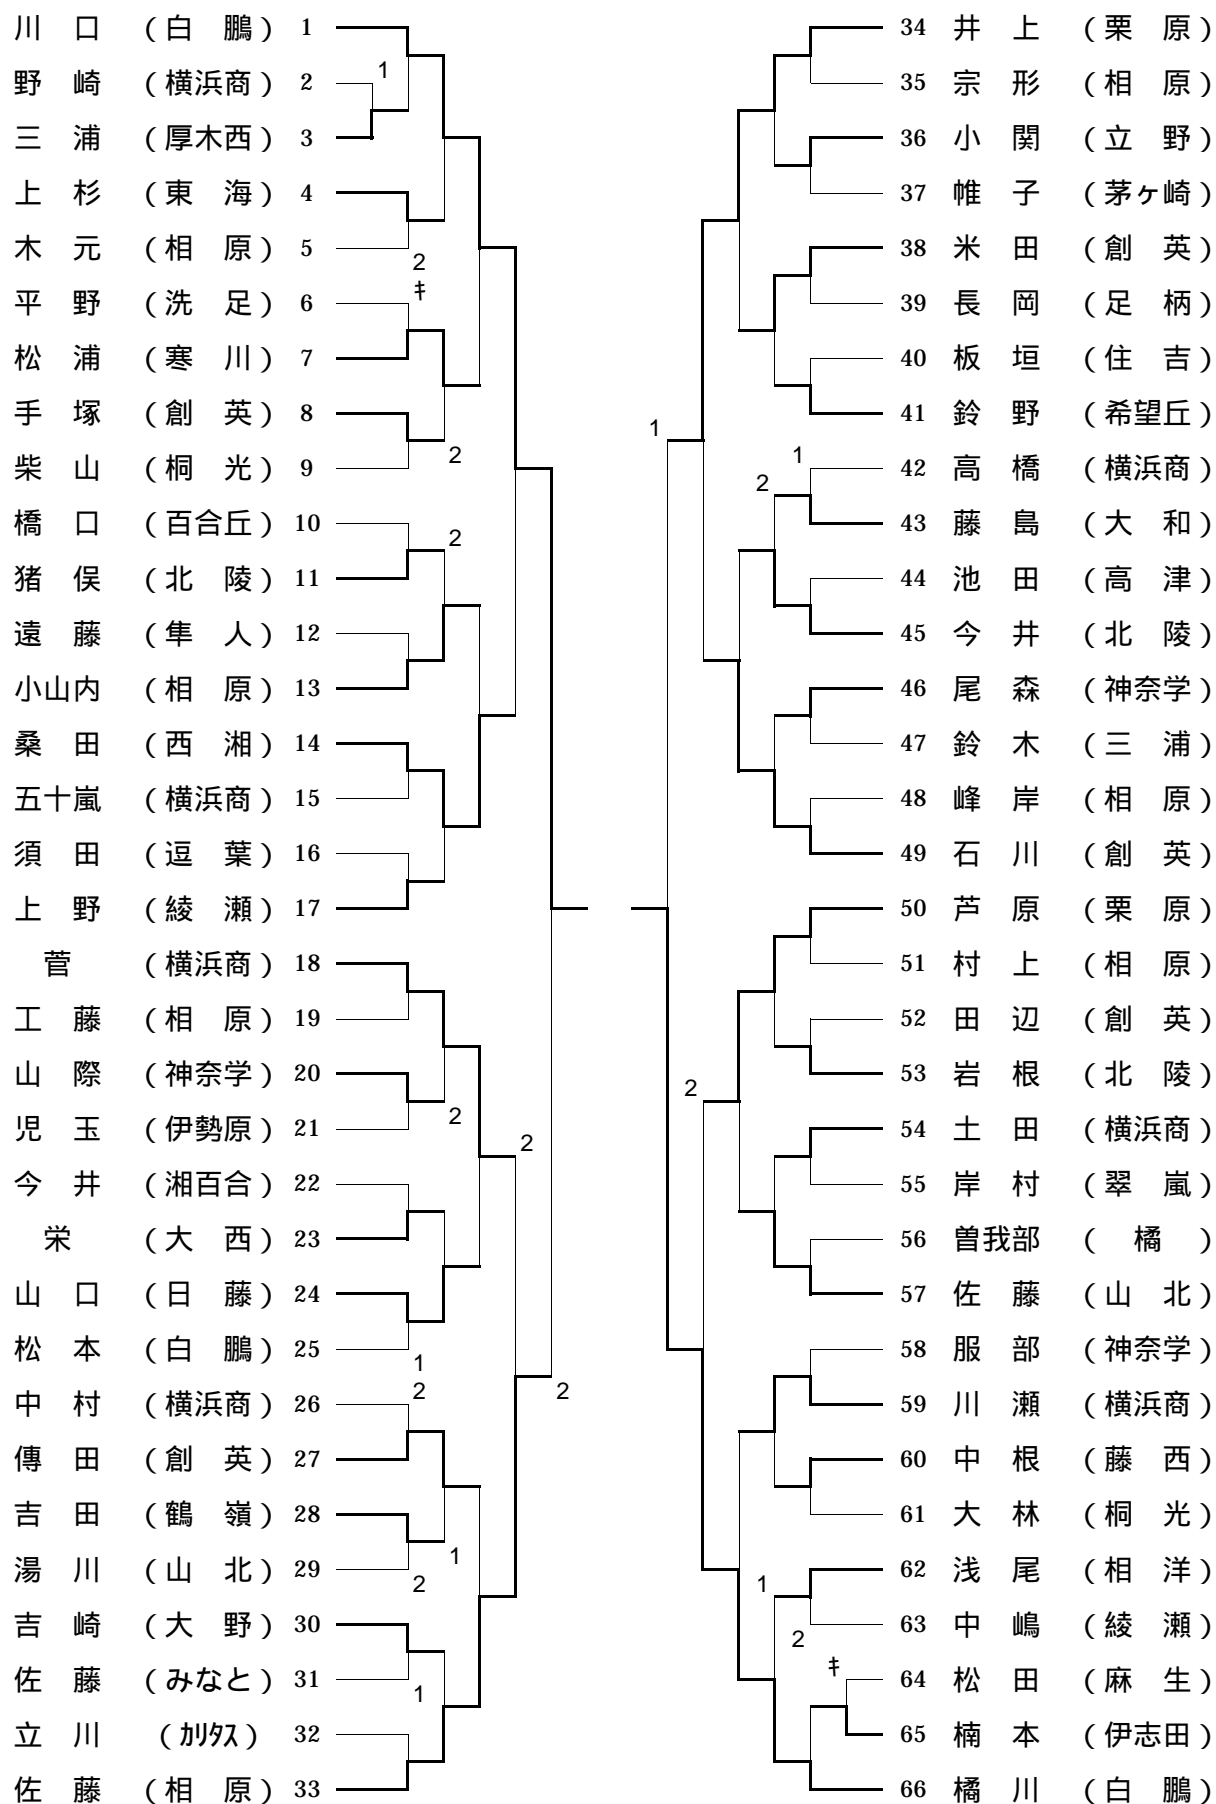 川口 (白鵬) 1
野崎 (横浜商) 2
1
三浦 (厚木西) 3
上杉 (東海) 4
木元 (相原) 5
2
キ
平野 (洗足) 6
松浦 (寒川) 7
手塚 (創英) 8
柴山 (桐光) 9
2
橋口 (百合丘) 10
2
猪俣 (北陵) 11
遠藤 (隼人) 12
小山内 (相原) 13
桑田 (西湘) 14
五十嵐 (横浜商) 15
須田 (逗葉) 16
上野 (綾瀬) 17
菅 (横浜商) 18
工藤 (相原) 19
山際 (神奈学) 20
児玉 (伊勢原) 21
2
2
今井 (湘百合) 22
栄 (大西) 23
山口 (日藤) 24
松本 (白鵬) 25
1
2
2
中村 (横浜商) 26
傳田 (創英) 27
吉田 (鶴嶺) 28
湯川 (山北) 29
1
2
吉崎 (大野) 30
佐藤 (みなと) 31
1
立川 (カリタス) 32
佐藤 (相原) 33
34 井上 (栗原)
35 宗形 (相原)
36 小関 (立野)
37 帷子 (茅ヶ崎)
38 米田 (創英)
39 長岡 (足柄)
40 板垣 (住吉)
41 鈴野 (希望丘)
1
1
42 高橋 (横浜商)
2
43 藤島 (大和)
44 池田 (高津)
45 今井 (北陵)
46 尾森 (神奈学)
47 鈴木 (三浦)
48 峰岸 (相原)
49 石川 (創英)
50 芦原 (栗原)
51 村上 (相原)
52 田辺 (創英)
53 岩根 (北陵)
2
54 土田 (横浜商)
55 岸村 (翠嵐)
56 曽我部 (橘)
57 佐藤 (山北)
58 服部 (神奈学)
59 川瀬 (横浜商)
60 中根 (藤西)
61 大林 (桐光)
62 浅尾 (相洋)
1
63 中嶋 (綾瀬)
2
キ
64 松田 (麻生)
65 楠本 (伊志田)
66 橘川 (白鵬)